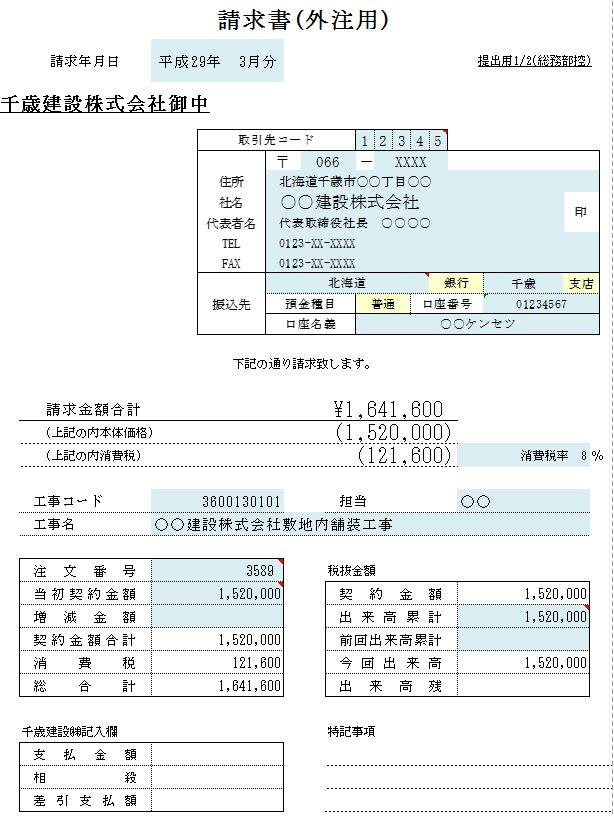 請求書(外注用)
請求年月日 平成29年 3月分 提出用1/2(総務部控)
千歳建設株式会社御中
取引先コード 1 2 3 4 5
〒 066 ー XXXX
住所 北海道千歳市○○丁目○○
社名 ○○建設株式会社 印
代表者名 代表取締役社長 ○○○○
TEL 0123-XX-XXXX
FAX 0123-XX-XXXX
北海道 銀行 千歳 支店
振込先 預金種目 普通 口座番号 01234567
口座名義 ○○ケンセツ
下記の通り請求致します。
請求金額合計 ¥1,641,600
(上記の内本体価格) (1,520,000)
(上記の内消費税) (121,600) 消費税率 8 %
工事コード 3600130101 担当 ○○
工事名 ○○建設株式会社敷地内舗装工事
注文番号 3589
当初契約金額 1,520,000
増減金額
契約金額合計 1,520,000
消費税 121,600
総合計 1,641,600
税抜金額
契約金額 1,520,000
出来高累計 1,520,000
前回出来高累計
今回出来高 1,520,000
出来高残
千歳建設㈱記入欄
支払金額
相殺
差引支払額
特記事項